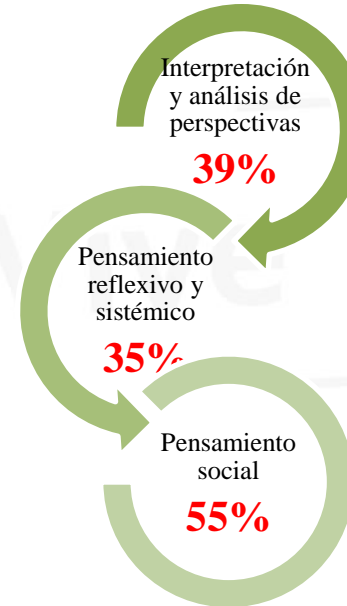 Interpretación
y análisis de
perspectivas
39%
Pensamiento
reflexivo y
sistémico
35%
Pensamiento
social
55%